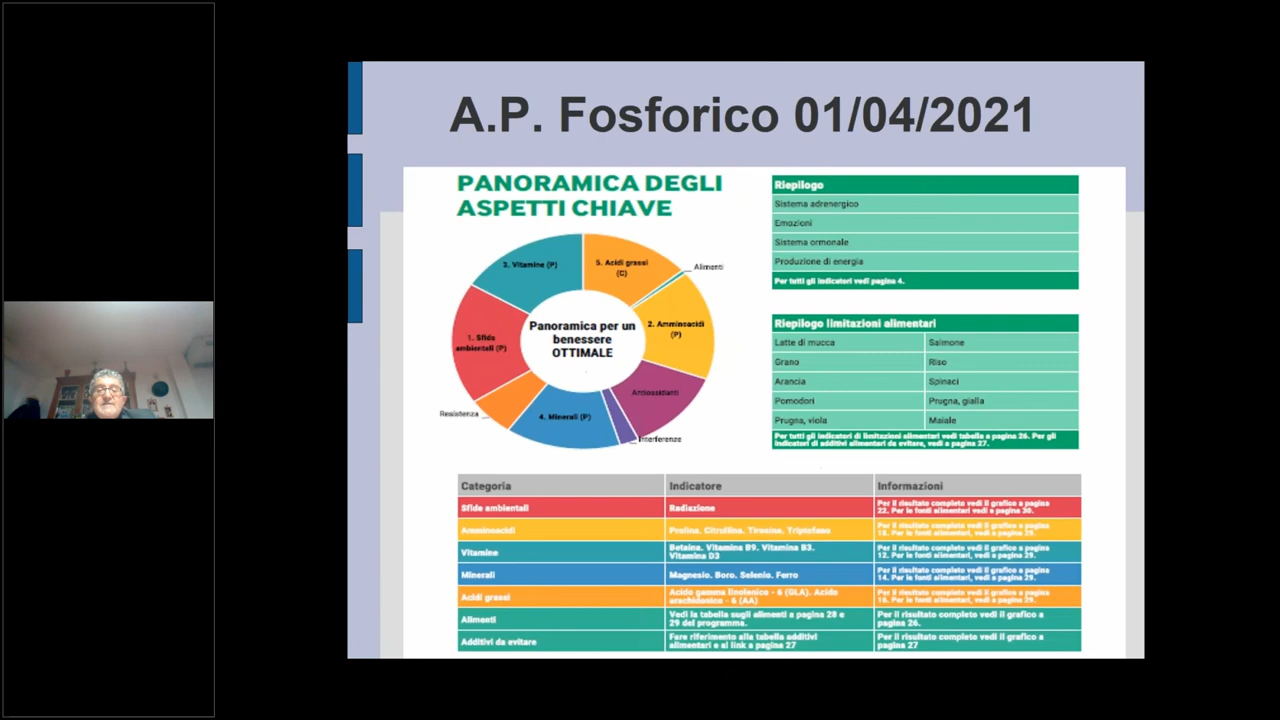 A.P. Fosforico 01/04/2021
PANORAMICA DEGLI
ASPETTI CHIAVE
3. Vitamine (P)
5. Acidi grassi
(C)
Alimenti
2. Amminoacidi
(P)
1. Sfide
ambientali (P)
Panoramica per un
benessere
OTTIMALE
Antiossidanti
Resistenza
4. Minerali (P)
Interferenze
Riepilogo
Sistema adrenergico
Emozioni
Sistema ormonale
Produzione di energia
Per tutti gli indicatori vedi pagina 4.
Riepilogo limitazioni alimentari
Latte di mucca Salmone
Grano Riso
Arancia Spinaci
Pomodori Prugna, gialla
Prugna, viola Maiale
Per tutti gli indicatori di limitazioni alimentari vedi tabella a pagina 26. Per gli
indicatori di additivi alimentari da evitare, vedi a pagina 27.
Categoria Indicatore Informazioni
Sfide ambientali Radiazione Per il risultato completo vedi il grafico a pagina
22. Per le fonti alimentari vedi a pagina 30.
Amminoacidi Prolina, Citrullina, Tirosina, Triptofano Per il risultato completo vedi il grafico a pagina
18. Per le fonti alimentari, vedi a pagina 29.
Vitamine Betaina, Vitamina B9, Vitamina B3,
Vitamina D3 Per il risultato completo vedi il grafico a pagina
12. Per le fonti alimentari, vedi a pagina 29.
Minerali Magnesio, Boro, Selenio, Ferro Per il risultato completo vedi il grafico a pagina
14. Per le fonti alimentari, vedi a pagina 29.
Acidi grassi Acido gamma linolenico - 6 (GLA), Acido
arachidonico - 6 (AA) Per il risultato completo vedi il grafico a pagina
16. Per le fonti alimentari, vedi a pagina 29.
Alimenti Vedi la tabella sugli alimenti a pagina 28 e
29 del programma. Per il risultato completo vedi il grafico a
pagina 26.
Additivi da evitare Fare riferimento alla tabella additivi
alimentari e al link a pagina 27 Per il risultato completo vedi il grafico a
pagina 27